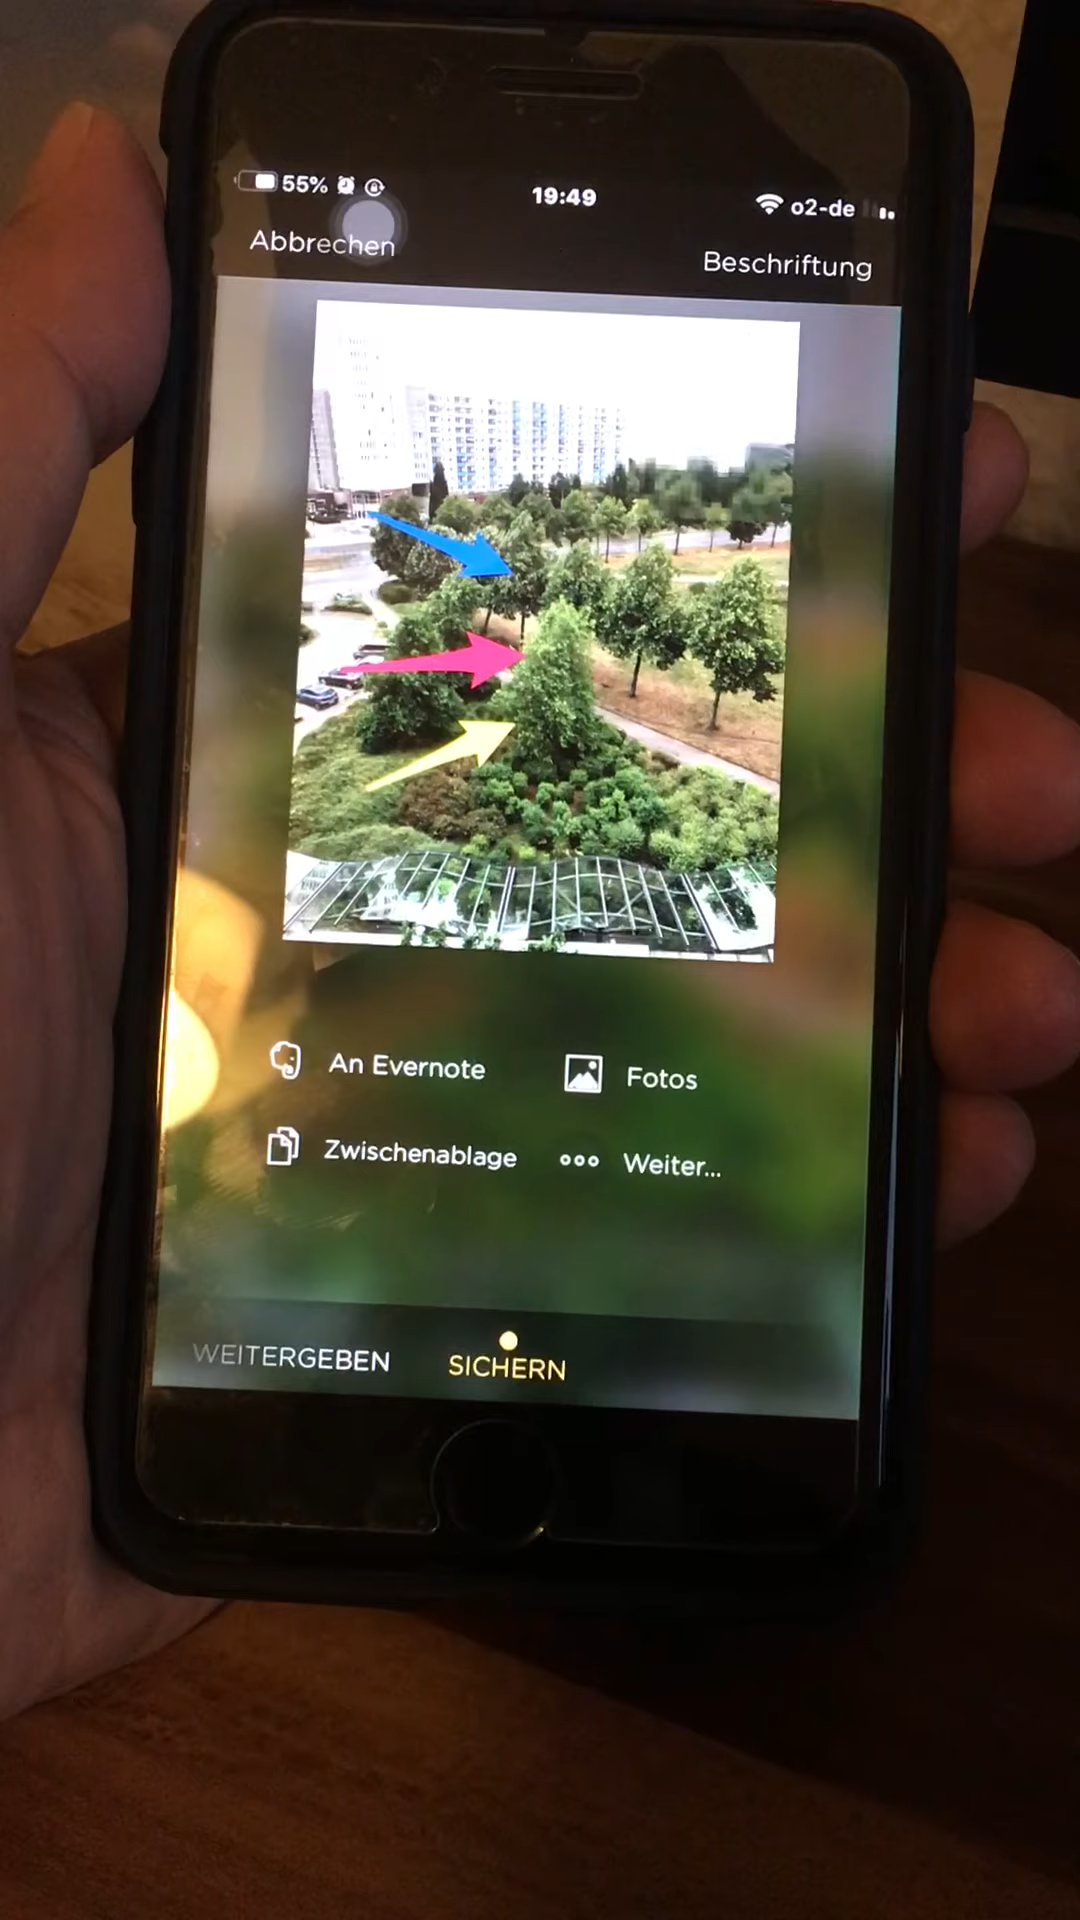 55% 19:49 o2-de
Abbrechen Beschriftung
An Evernote Fotos
Zwischenablage Weiter...
WEITERGEBEN SICHERN